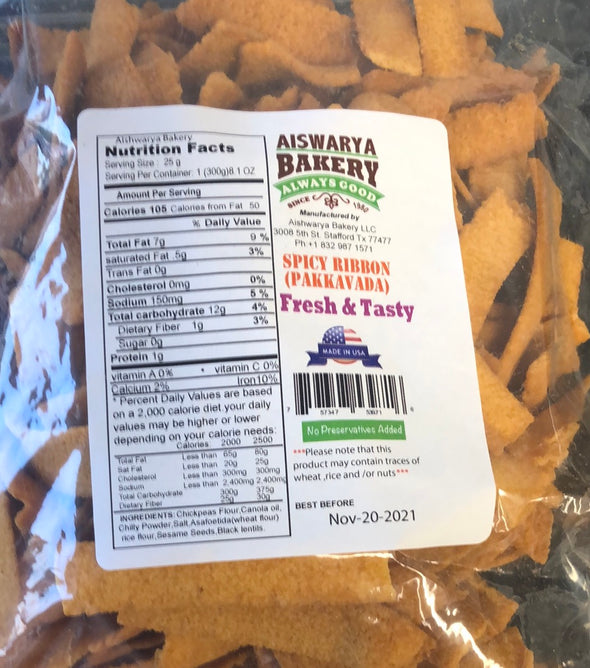 Aishwarya Bakery
Nutrition Facts
Serving Size : 25 g
Serving Per Container: 1 (300g)8.1 OZ
Amount Per Serving
Calories 105 Calories from Fat 50
% Daily Value
Total Fat 7g 9 %
saturated Fat .5g 3%
Trans Fat 0g
Cholesterol 0mg 0%
Sodium 150mg 5 %
Total carbohydrate 12g 4%
Dietary Fiber 1g 3%
Sugar 0g
Protein 1g
vitamin A 0% • vitamin C 0%
Calcium 2% Iron10%
* Percent Daily Values are based
on a 2,000 calorie diet.your daily
values may be higher or lower
depending on your calorie needs:
Calories: 2000 2500
Total Fat Less than 65g 80g
Sat Fat Less than 20g 25g
Cholesterol Less than 300mg 300mg
Sodium Less than 2,400mg 2,400mg
Total Carbohydrate 300g 375g
Dietary Fiber 25g 30g
INGREDIENTS: Chickpeas Flour,Canola oil,
Chilly Powder,Salt,Asafoetida(wheat flour)
rice flour,Sesame Seeds,Black lentils.
AISWARYA
BAKERY
ALWAYS GOOD
SINCE 1980
Manufactured by
Aishwarya Bakery LLC
3008 5th St. Stafford Tx 77477
Ph:+1 832 987 1571
SPICY RIBBON
(PAKKAVADA)
Fresh & Tasty
MADE IN USA
7 57347 53671 6
No Preservatives Added
***Please note that this
product may contain traces of
wheat ,rice and /or nuts***
BEST BEFORE
Nov-20-2021